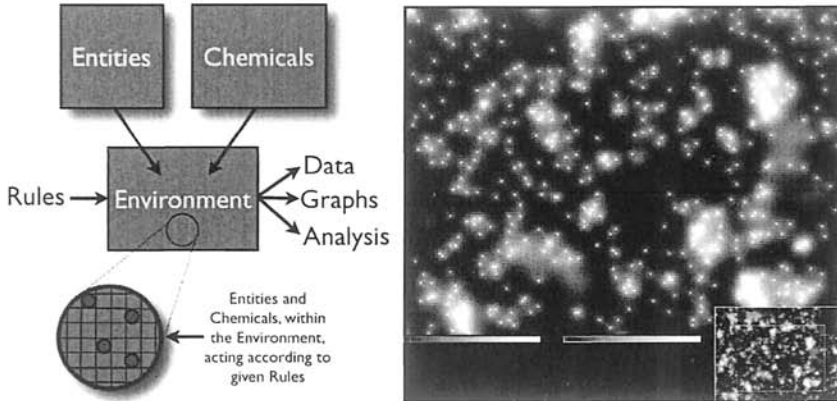 Entities
Chemicals
Rules
Environment
Data
Graphs
Analysis
Entities and
Chemicals, within
the Environment,
acting according to
given Rules